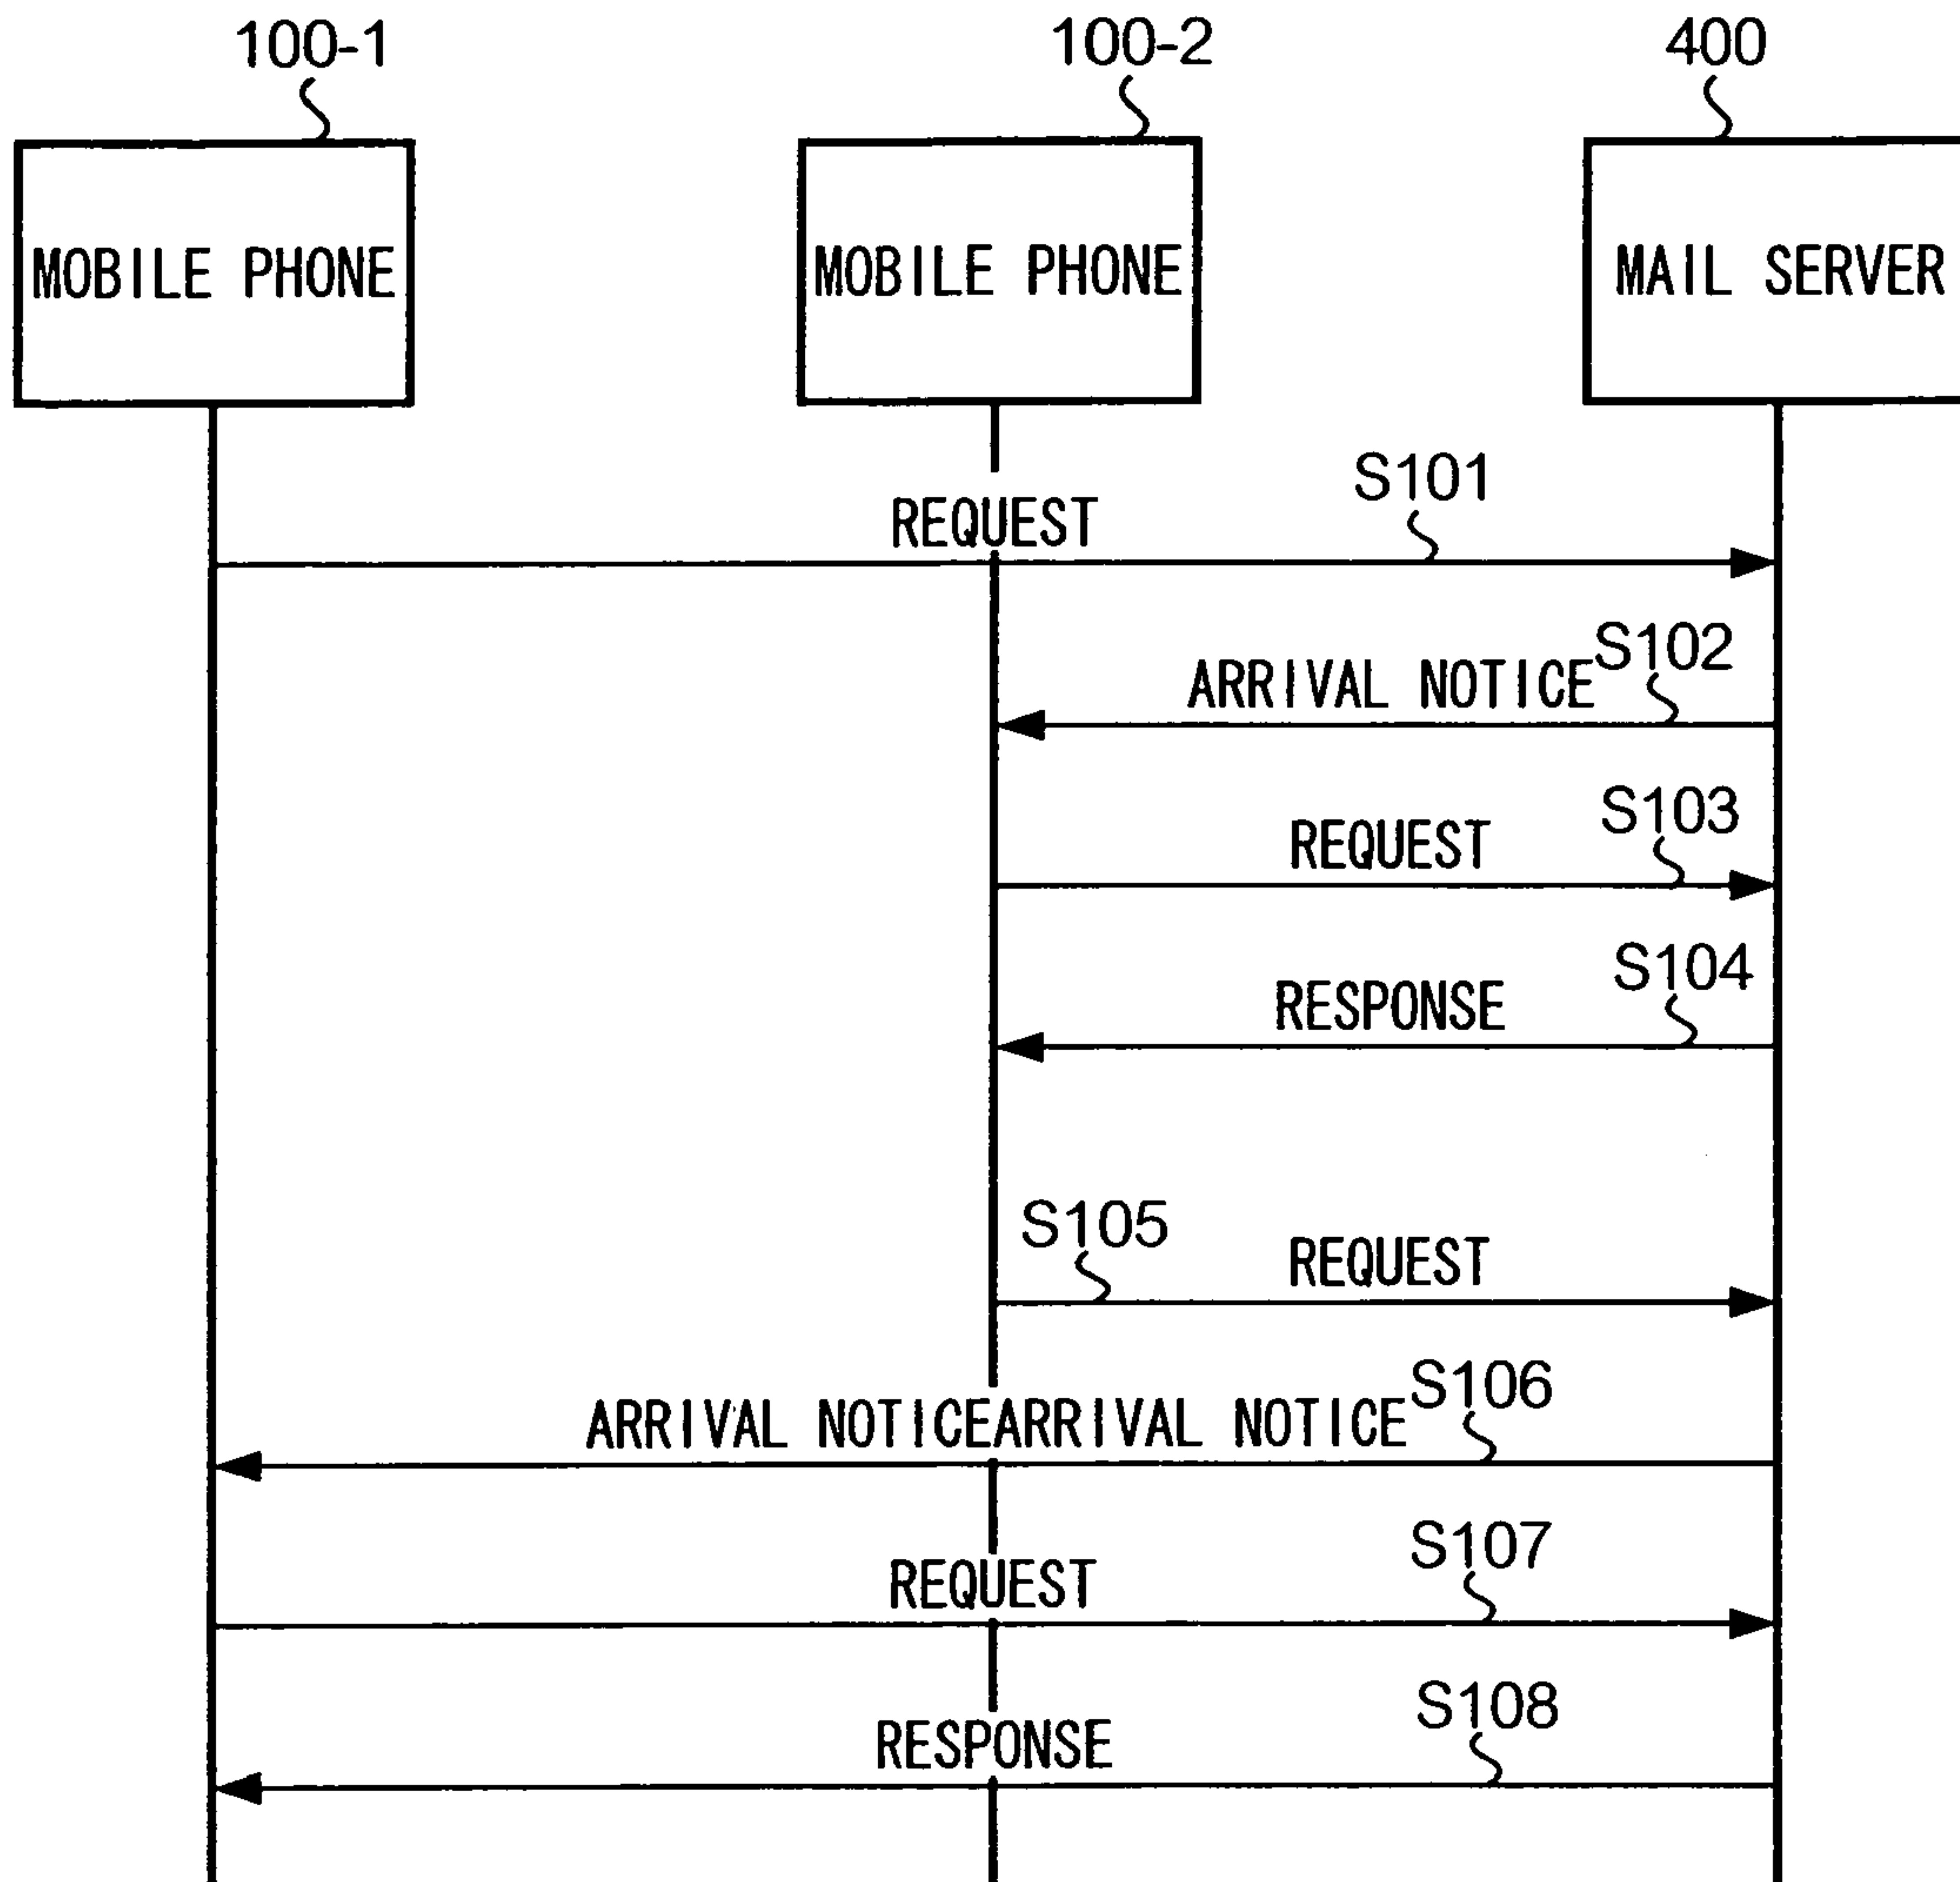 100-1
100-2
400
MOBILE PHONE
MOBILE PHONE
MAIL SERVER
S101
REQUEST
S102
ARRIVAL NOTICE
S103
REQUEST
S104
RESPONSE
S105
REQUEST
S106
ARRIVAL NOTICEARRIVAL NOTICE
S107
REQUEST
S108
RESPONSE